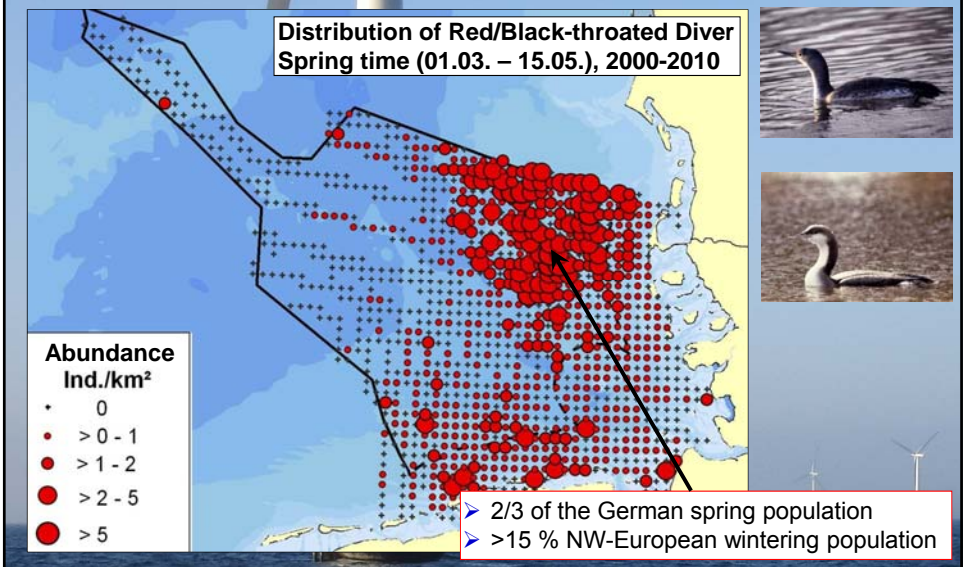 Distribution of Red/Black-throated Diver
Spring time (01.03. – 15.05.), 2000-2010
Abundance
Ind./km²
0
> 0 - 1
> 1 - 2
> 2 - 5
> 5
➢ 2/3 of the German spring population
➢ >15 % NW-European wintering population